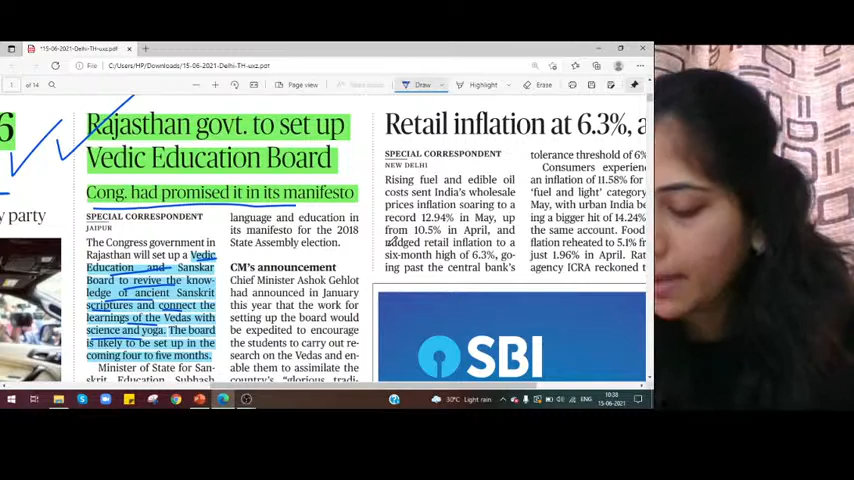 *15-06-2021-Delhi-TH-uxz.pdf
File
C:/Users/HP/Downloads/15-06-2021-Delhi-TH-uxz.pdf
1 of 14
Page view
Draw
Highlight
Erase
6
y party
Rajasthan govt. to set up
Vedic Education Board
Cong. had promised it in its manifesto
SPECIAL CORRESPONDENT
JAIPUR
The Congress government in
Rajasthan will set up a Vedic
Education and Sanskar
Board to revive the know-
ledge of ancient Sanskrit
scriptures and connect the
learnings of the Vedas with
science and yoga. The board
is likely to be set up in the
coming four to five months.
Minister of State for San-
skrit Education Subhash
language and education in
its manifesto for the 2018
State Assembly election.
CM's announcement
Chief Minister Ashok Gehlot
had announced in January
this year that the work for
setting up the board would
be expedited to encourage
the students to carry out re-
search on the Vedas and en-
able them to assimilate the
country's "glorious tradi-
Retail inflation at 6.3%, a
SPECIAL CORRESPONDENT
NEW DELHI
Rising fuel and edible oil
costs sent India's wholesale
prices inflation soaring to a
record 12.94% in May, up
from 10.5% in April, and
nudged retail inflation to a
six-month high of 6.3%, go-
ing past the central bank's
tolerance threshold of 6%
Consumers experien
an inflation of 11.58% for
'fuel and light' category
May, with urban India be
ing a bigger hit of 14.24%
the same account. Food
flation reheated to 5.1% fr
just 1.96% in April. Rat
agency ICRA reckoned t
SBI
30°C Light rain
10:38
15-06-2021